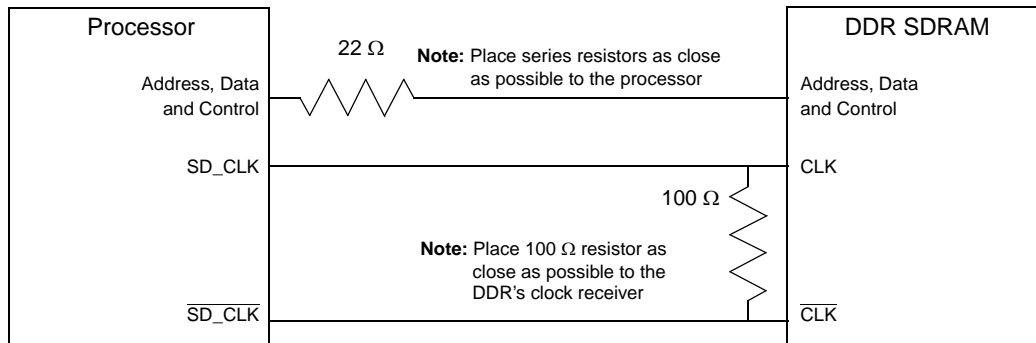 Processor
DDR SDRAM
22 Ω
Note: Place series resistors as close
as possible to the processor
Address, Data
and Control
Address, Data
and Control
SD_CLK
CLK
100 Ω
Note: Place 100 Ω resistor as
close as possible to the
DDR's clock receiver
S̅D̅_̅C̅L̅K̅
C̅L̅K̅